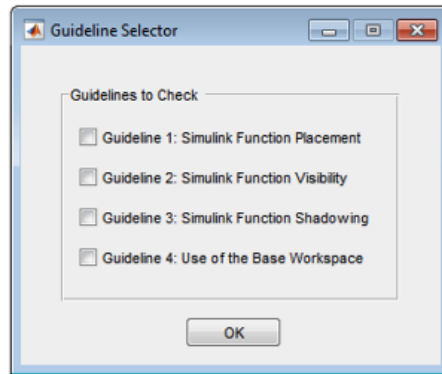 Guideline Selector
Guidelines to Check
Guideline 1: Simulink Function Placement
Guideline 2: Simulink Function Visibility
Guideline 3: Simulink Function Shadowing
Guideline 4: Use of the Base Workspace
OK